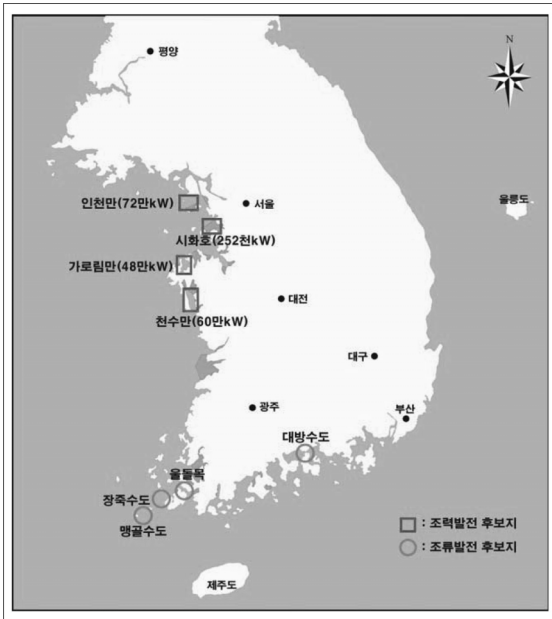 N
평양
울릉도
인천만(72만kW)
서울
시화호(252천kW)
가로림만(48만kW)
대전
천수만(60만kW)
대구
부산
광주
대방수도
울돌목
장죽수도
맹골수도
제주도
: 조력발전 후보지
: 조류발전 후보지